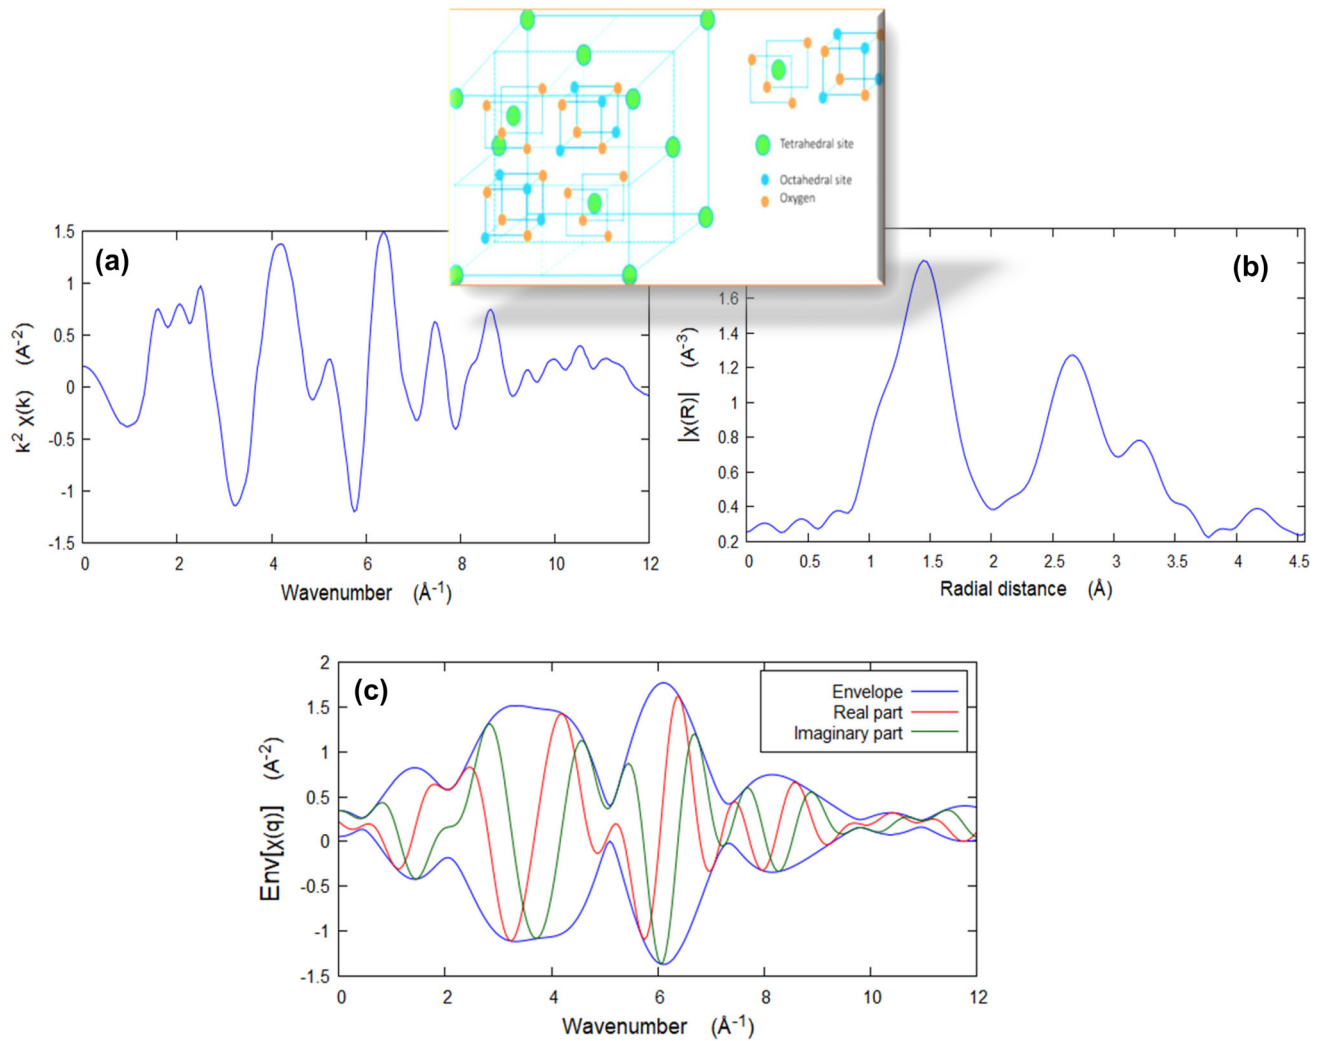 Tetrahedral site
Octahedral site
Oxygen
(a)
1.5
1
0.5
0
-0.5
-1
-1.5
k² χ(k) (A⁻²)
0 2 4 6 8 10 12
Wavenumber (Å⁻¹)
(b)
1.6
1.2
1
0.8
0.6
0.4
0.2
|χ(R)| (A⁻³)
0 0.5 1 1.5 2 2.5 3 3.5 4 4.5
Radial distance (Å)
(c)
2
1.5
1
0.5
0
-0.5
-1
-1.5
Env[χ(q)] (A⁻²)
Envelope
Real part
Imaginary part
0 2 4 6 8 10 12
Wavenumber (Å⁻¹)